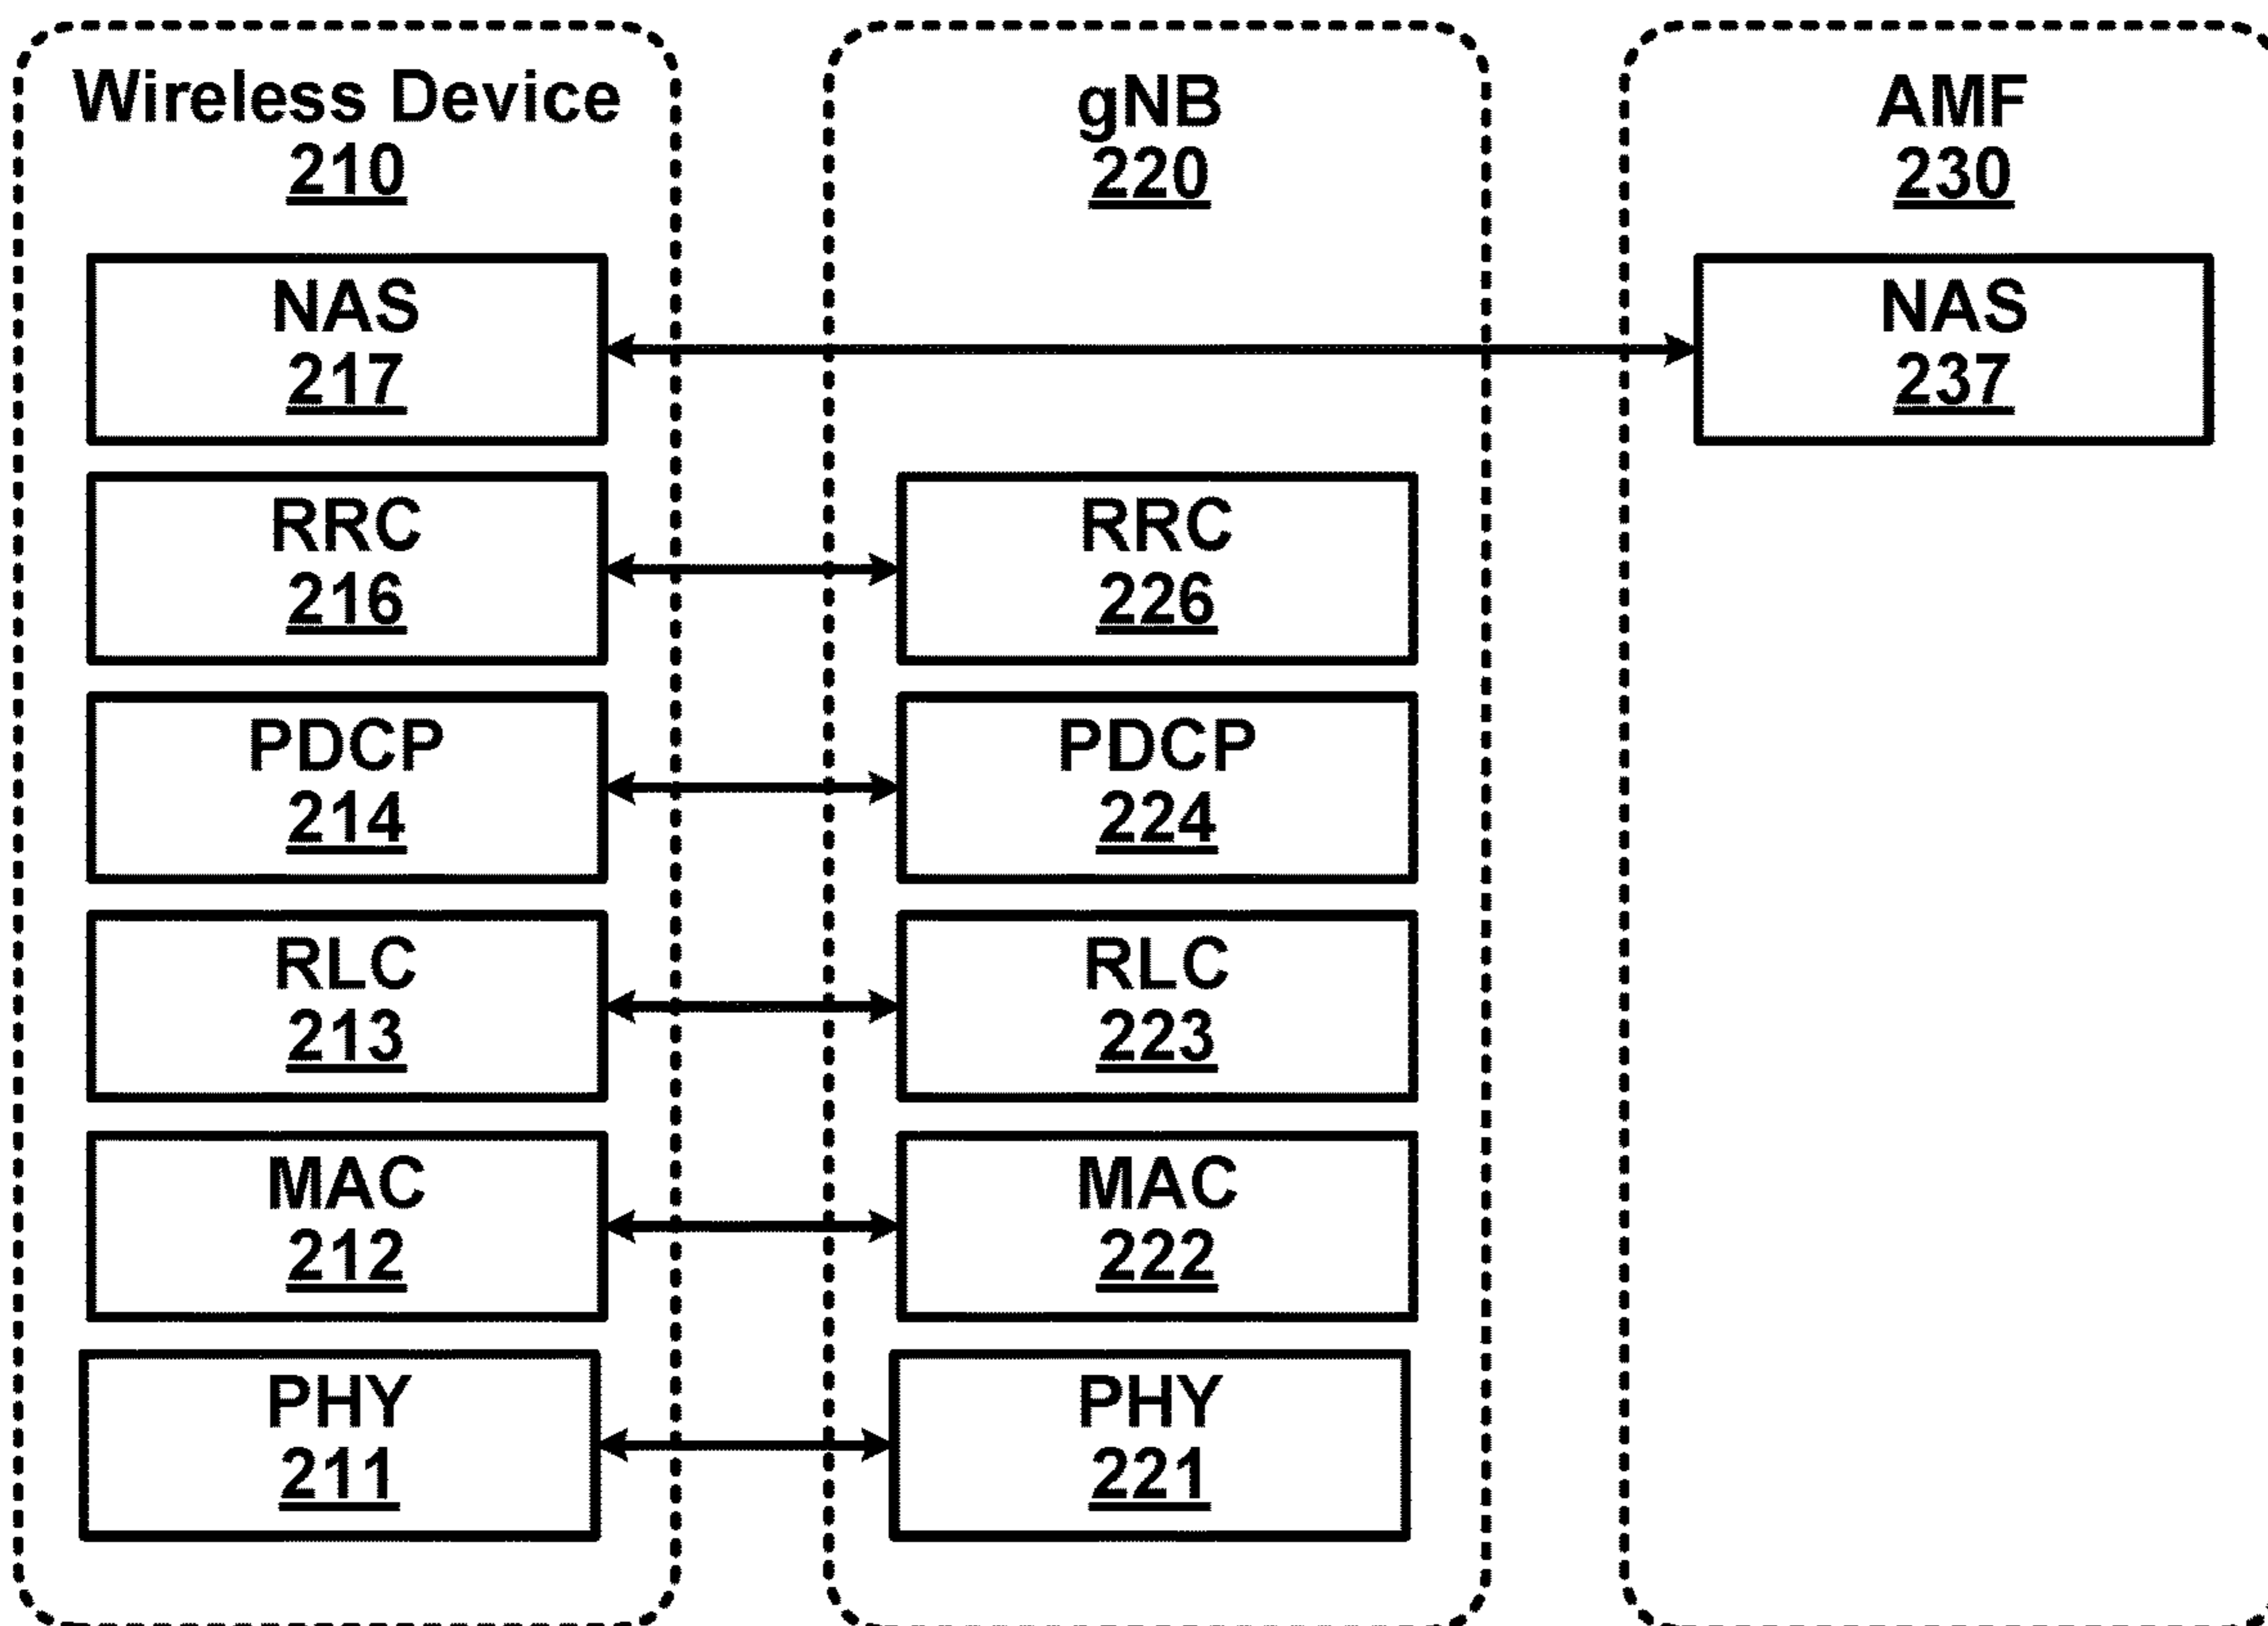 Wireless Device
210
gNB
220
AMF
230
NAS
217
NAS
237
RRC
216
RRC
226
PDCP
214
PDCP
224
RLC
213
RLC
223
MAC
212
MAC
222
PHY
211
PHY
221